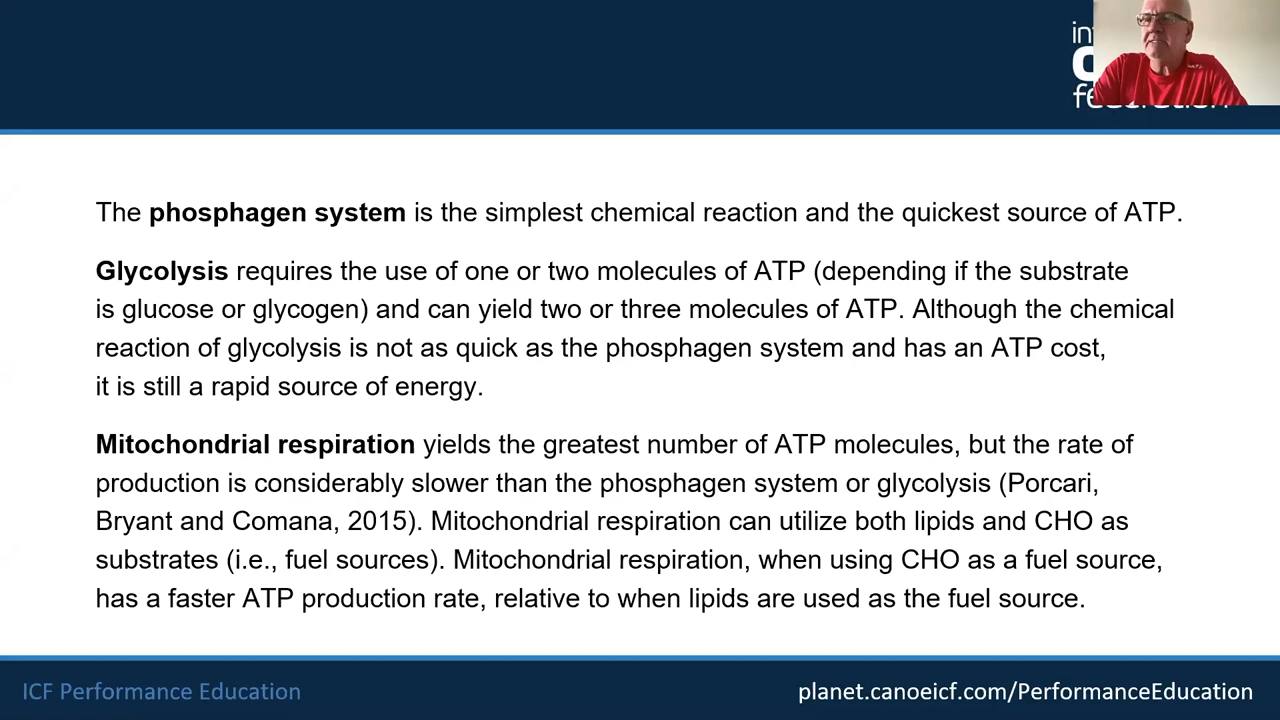 The phosphagen system is the simplest chemical reaction and the quickest source of ATP.
Glycolysis requires the use of one or two molecules of ATP (depending if the substrate
is glucose or glycogen) and can yield two or three molecules of ATP. Although the chemical
reaction of glycolysis is not as quick as the phosphagen system and has an ATP cost,
it is still a rapid source of energy.
Mitochondrial respiration yields the greatest number of ATP molecules, but the rate of
production is considerably slower than the phosphagen system or glycolysis (Porcari,
Bryant and Comana, 2015). Mitochondrial respiration can utilize both lipids and CHO as
substrates (i.e., fuel sources). Mitochondrial respiration, when using CHO as a fuel source,
has a faster ATP production rate, relative to when lipids are used as the fuel source.
ICF Performance Education
planet.canoeicf.com/PerformanceEducation